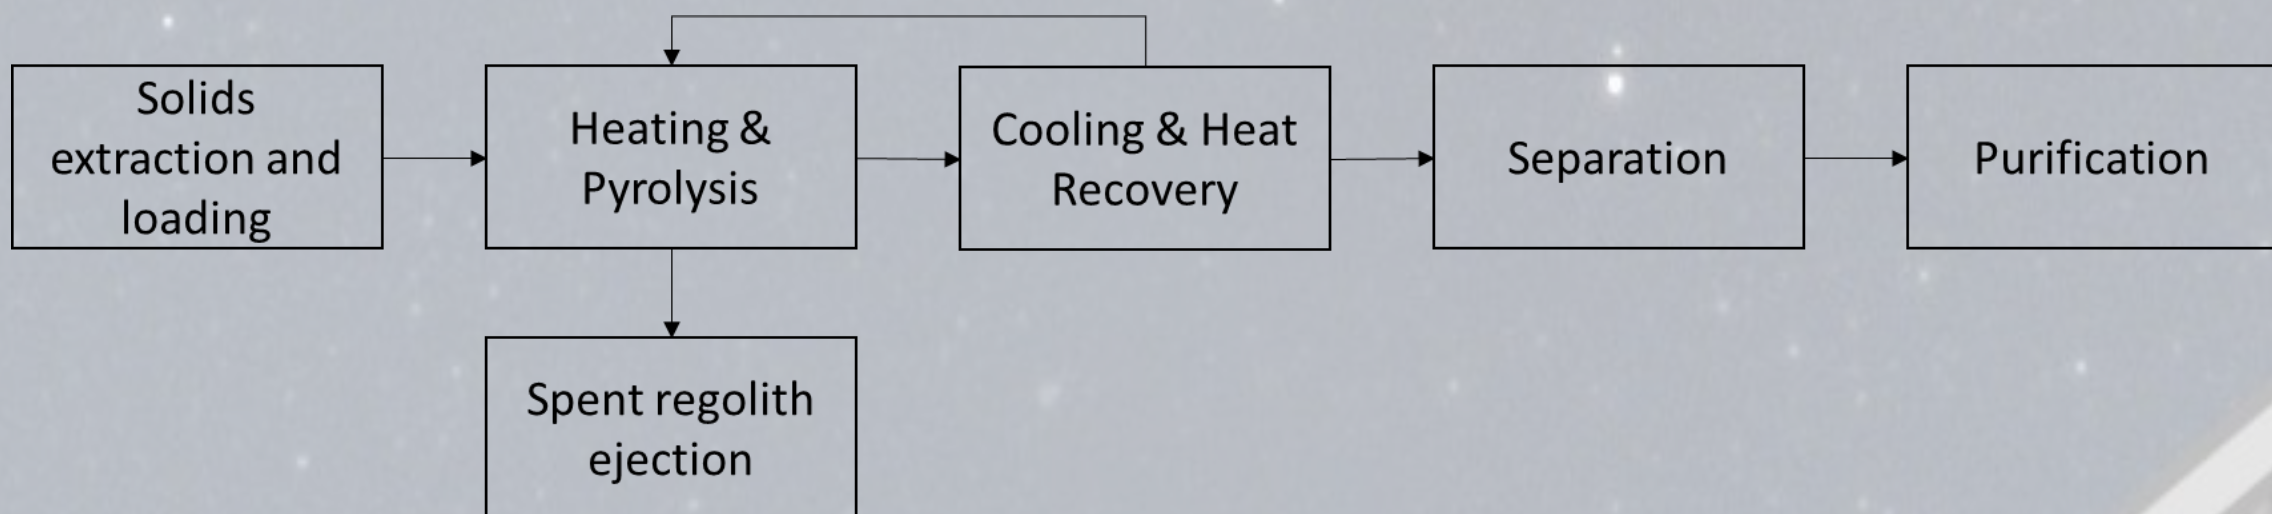 Solids
extraction and
loading
Heating &
Pyrolysis
Cooling & Heat
Recovery
Separation
Purification
Spent regolith
ejection